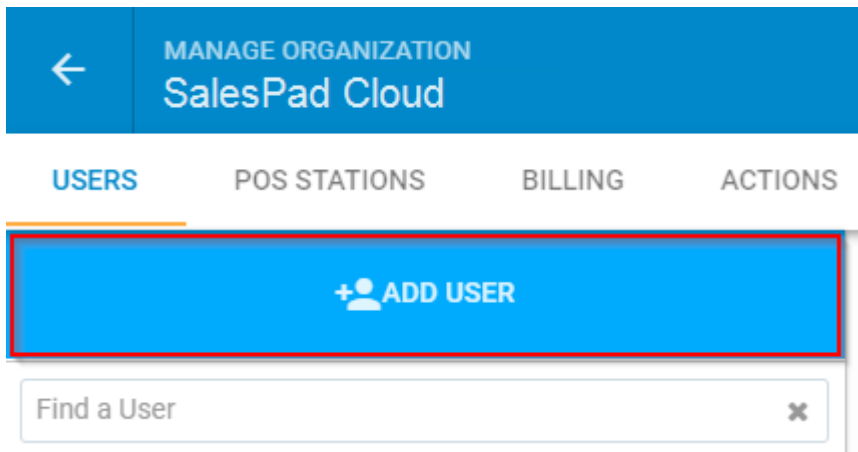 MANAGE ORGANIZATION
SalesPad Cloud
USERS POS STATIONS BILLING ACTIONS
ADD USER
Find a User